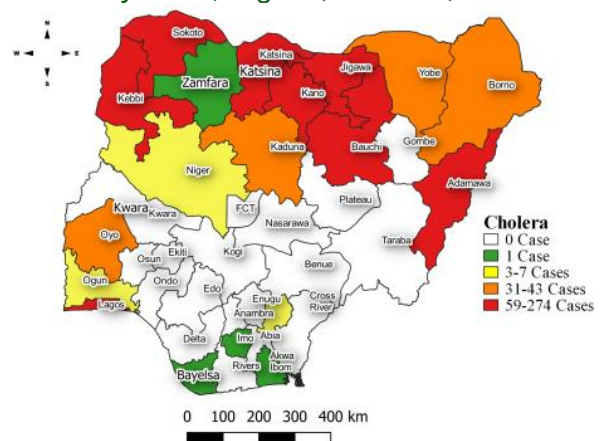 N
W E
S
Sokoto
Katsina
Katsina
Zamfara
Jigawa
Kano
Kebbi
Yobe
Borno
Bauchi
Gombe
Kaduna
Niger
Adamawa
Plateau
FCT
Kwara
Kwara
Nasarawa
Taraba
Oyo
Osun
Ekiti
Kogi
Benue
Ogun
Ondo
Edo
Enugu
Cross
River
Lagos
Anambra
Delta
Imo
Abia
Akwa
Ibom
Bayelsa
Rivers
Cholera
0 Case
1 Case
3-7 Cases
31-43 Cases
59-274 Cases
0 100 200 300 400 km